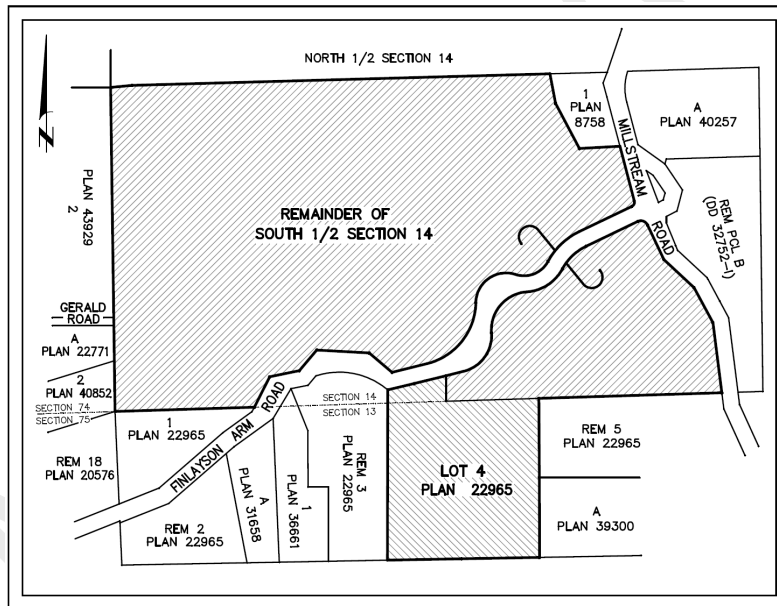 NORTH 1/2 SECTION 14
N
1
PLAN
8758
A
PLAN 40257
MILLSTREAM
ROAD
PLAN 43929
2
REM PCL B
(DD 32752-I)
REMAINDER OF
SOUTH 1/2 SECTION 14
GERALD
ROAD
A
PLAN 22771
2
PLAN 40852
SECTION 74
SECTION 75
SECTION 14
SECTION 13
1
PLAN 22965
FINLAYSON ARM ROAD
REM 18
PLAN 20576
REM 2
PLAN 22965
A
PLAN 31658
1
PLAN 36661
REM 3
PLAN 22965
LOT 4
PLAN 22965
REM 5
PLAN 22965
A
PLAN 39300